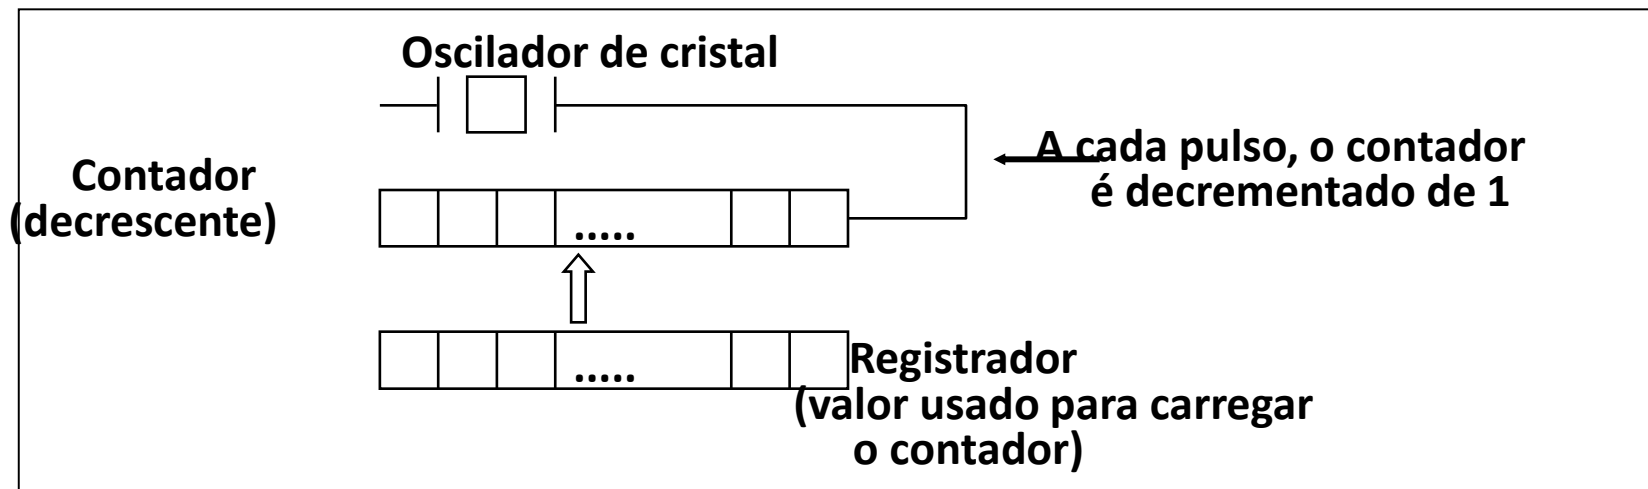 Oscilador de cristal
A cada pulso, o contador
é decrementado de 1
Contador
(decrescente)
.....
.....
Registrador
(valor usado para carregar
o contador)